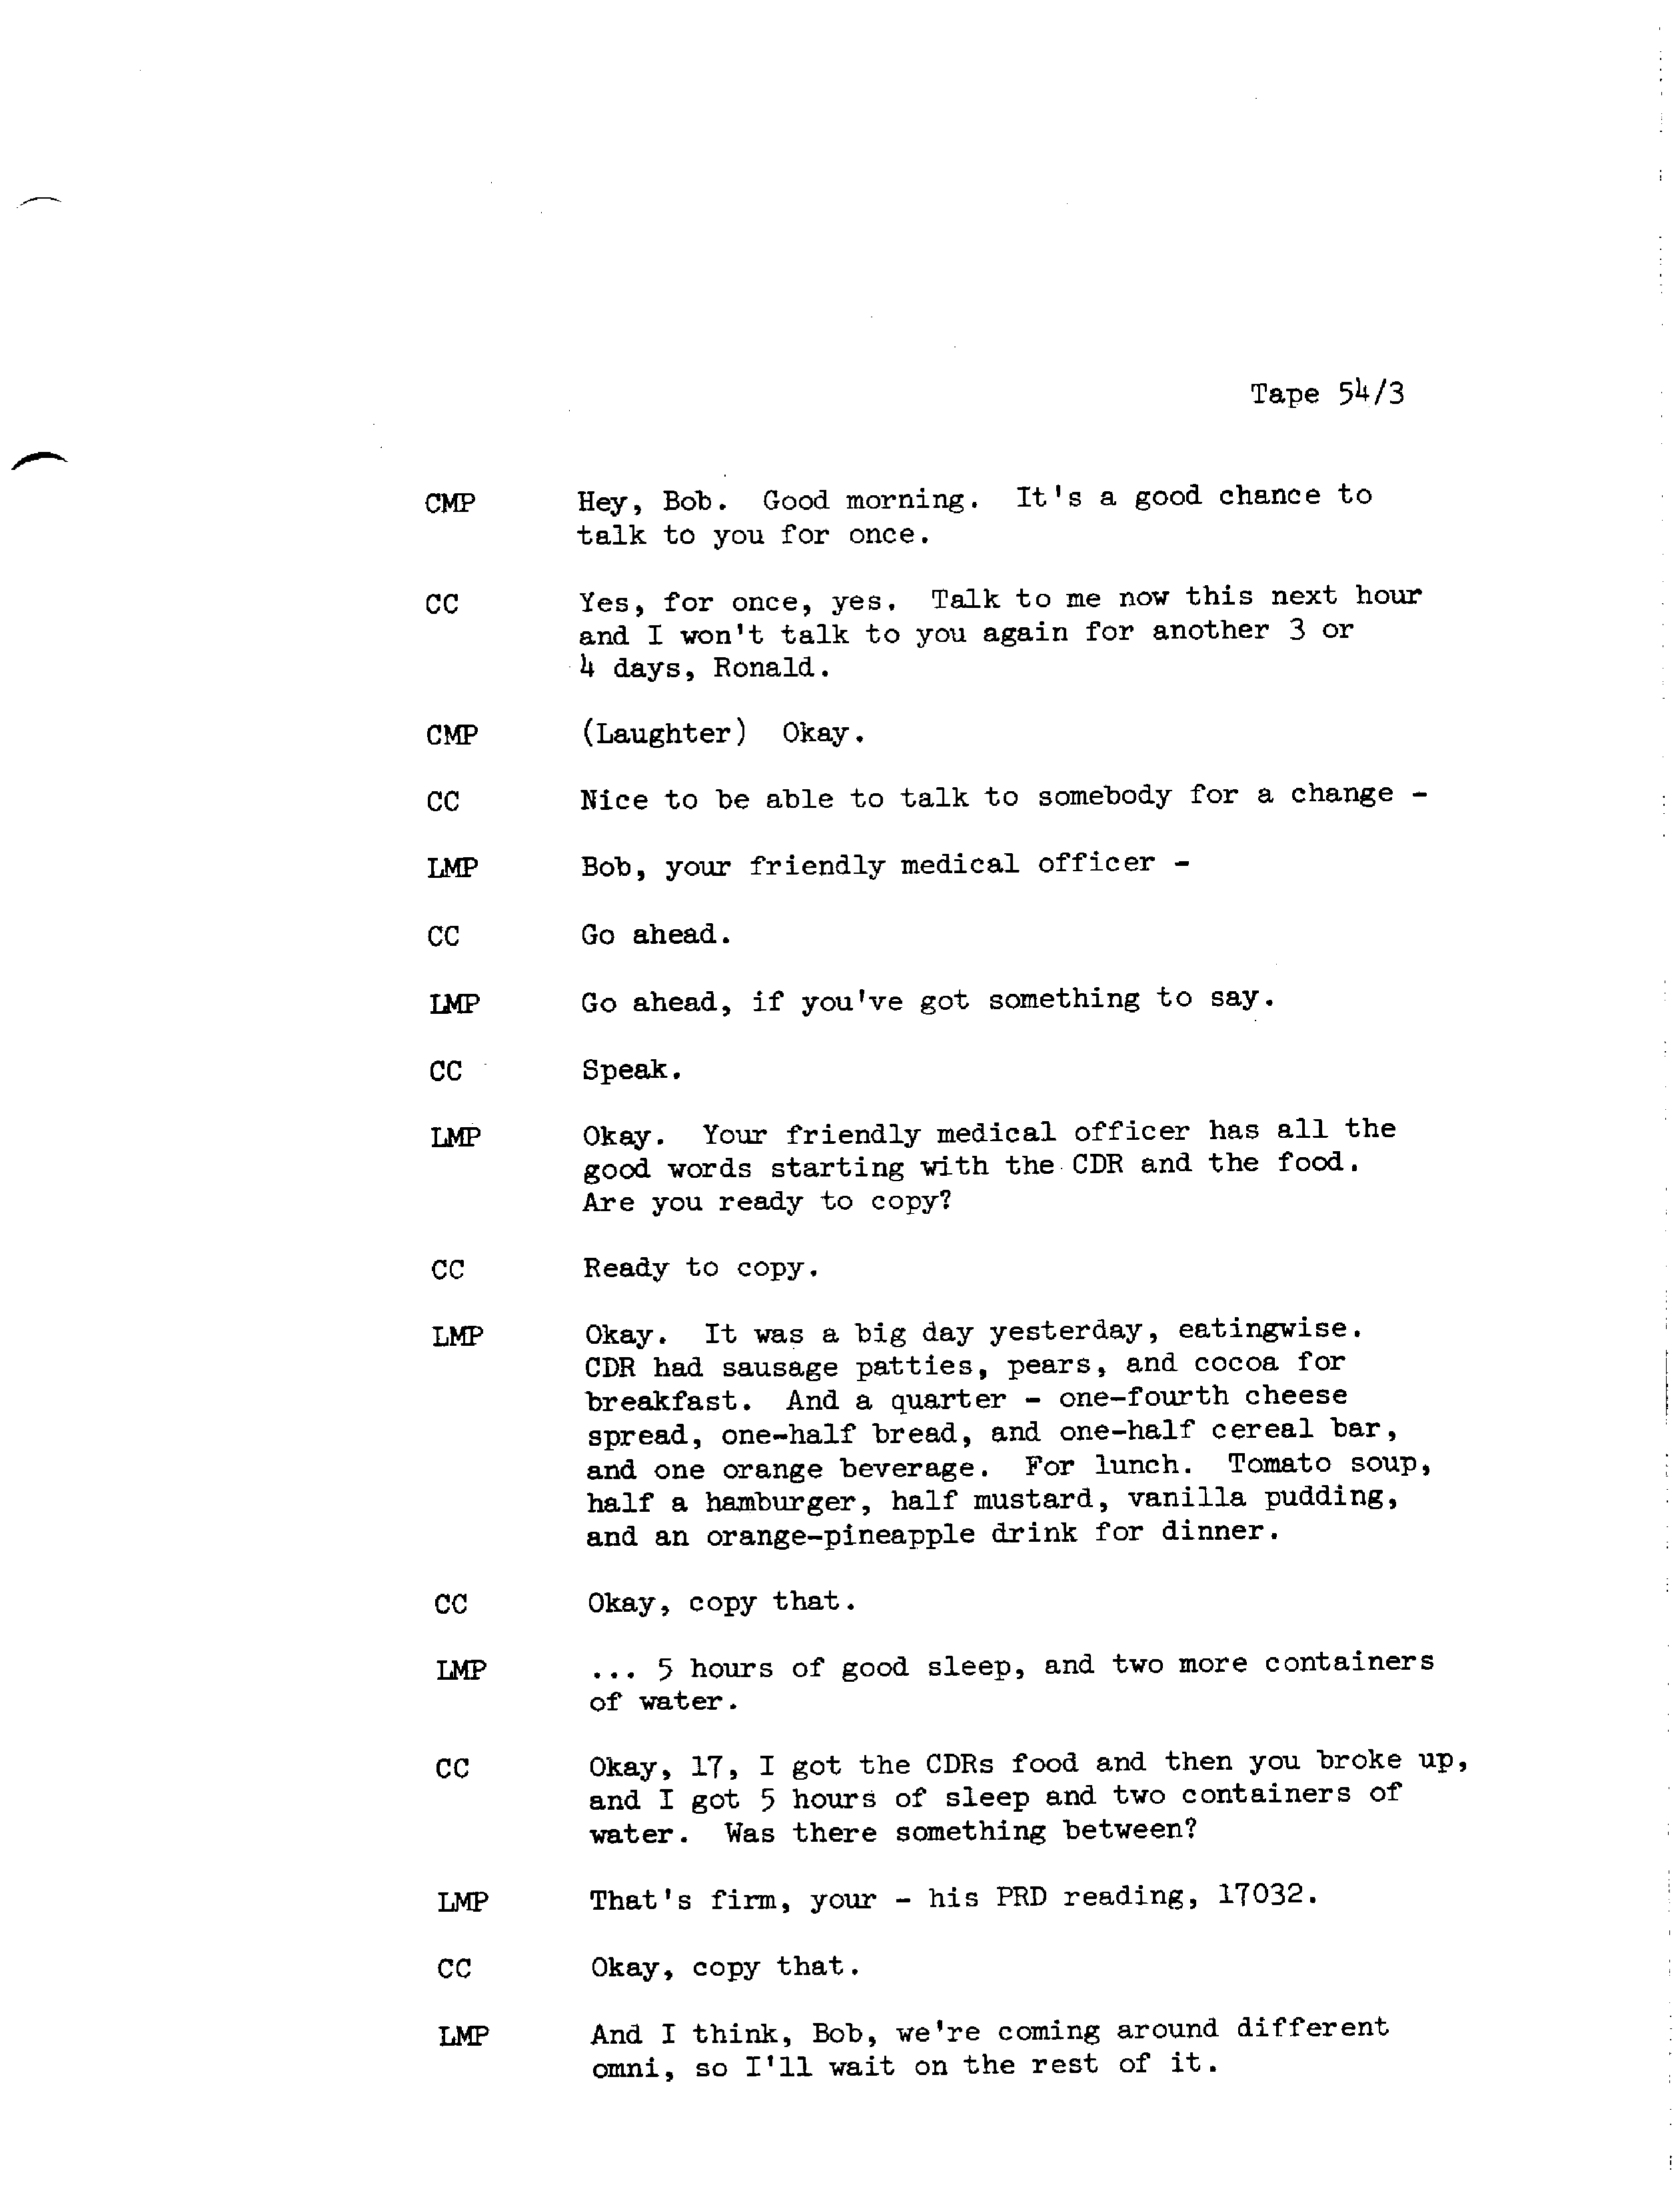 Tape 54/3
CMP Hey, Bob. Good morning. It's a good chance to
talk to you for once.
CC Yes, for once, yes. Talk to me now this next hour
and I won't talk to you again for another 3 or
4 days, Ronald.
CMP (Laughter) Okay.
CC Nice to be able to talk to somebody for a change -
LMP Bob, your friendly medical officer -
CC Go ahead.
LMP Go ahead, if you've got something to say.
CC Speak.
LMP Okay. Your friendly medical officer has all the
good words starting with the CDR and the food.
Are you ready to copy?
CC Ready to copy.
LMP Okay. It was a big day yesterday, eatingwise.
CDR had sausage patties, pears, and cocoa for
breakfast. And a quarter - one-fourth cheese
spread, one-half bread, and one-half cereal bar,
and one orange beverage. For lunch. Tomato soup,
half a hamburger, half mustard, vanilla pudding,
and an orange-pineapple drink for dinner.
CC Okay, copy that.
LMP ... 5 hours of good sleep, and two more containers
of water.
CC Okay, 17, I got the CDRs food and then you broke up,
and I got 5 hours of sleep and two containers of
water. Was there something between?
LMP That's firm, your - his PRD reading, 17032.
CC Okay, copy that.
LMP And I think, Bob, we're coming around different
omni, so I'll wait on the rest of it.